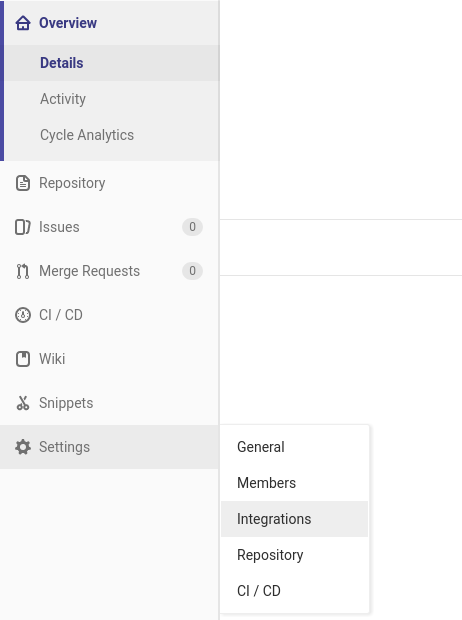 Overview
Details
Activity
Cycle Analytics
Repository
Issues 0
Merge Requests 0
CI / CD
Wiki
Snippets
Settings
General
Members
Integrations
Repository
CI / CD